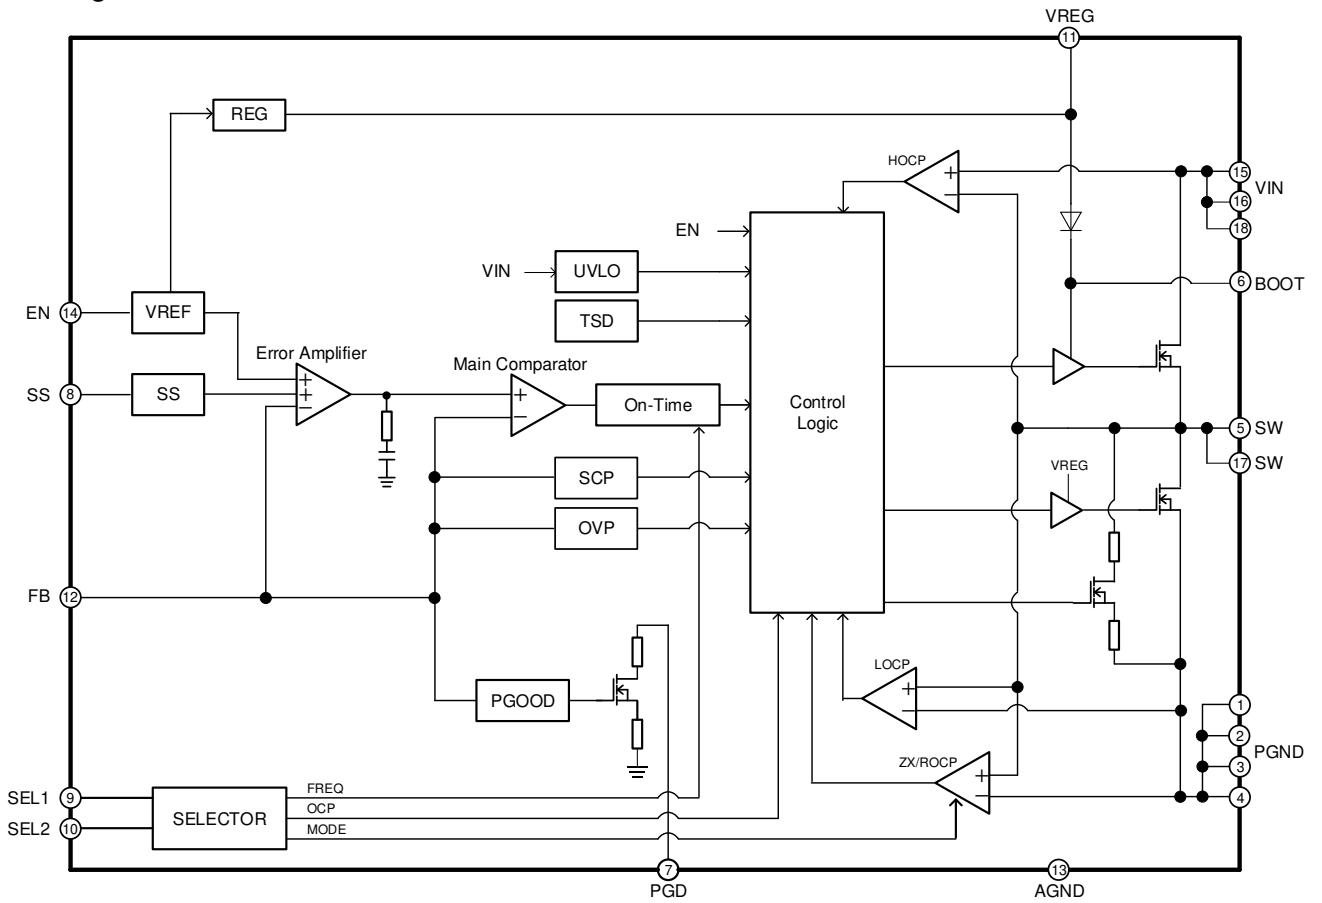 VREG
11
REG
HOCP
+
−
15
VIN
16
18
EN
VIN
UVLO
TSD
6
BOOT
EN
14
VREF
Error Amplifier
Main Comparator
SS
8
SS
+
+
−
+
−
On-Time
Control
Logic
5
SW
17
SW
VREG
SCP
OVP
FB
12
LOCP
+
−
PGOOD
1
2
PGND
3
4
ZX/ROCP
+
−
SEL1
9
SEL2
10
SELECTOR
FREQ
OCP
MODE
7
PGD
13
AGND